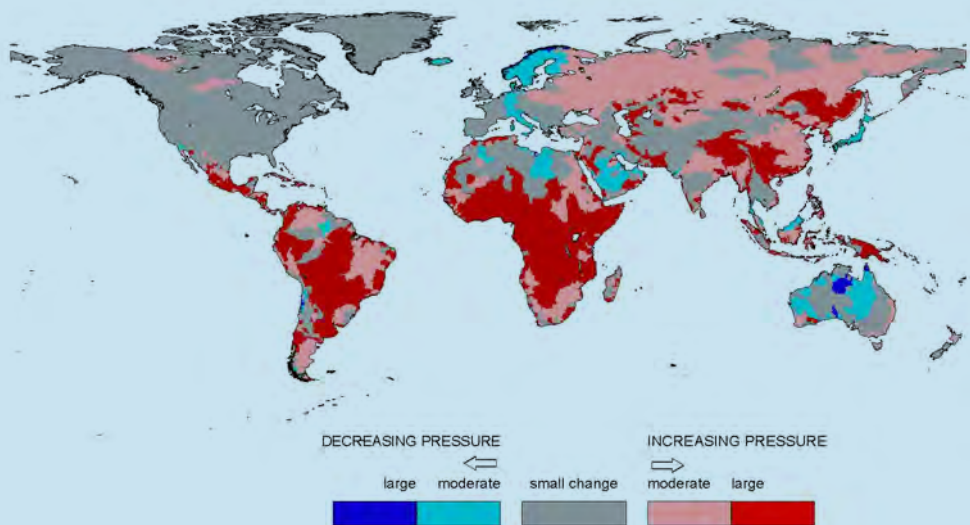 DECREASING PRESSURE
INCREASING PRESSURE
large
moderate
small change
moderate
large